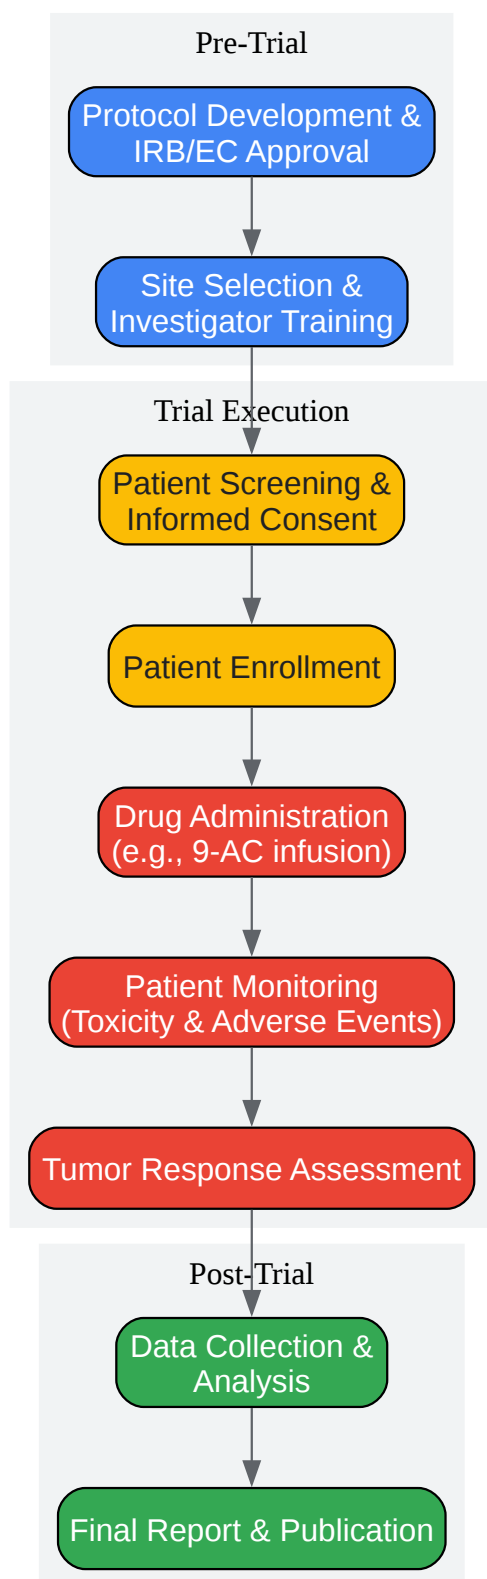 Pre-Trial
Protocol Development &
IRB/EC Approval
Site Selection &
Investigator Training
Trial Execution
Patient Screening &
Informed Consent
Patient Enrollment
Drug Administration
(e.g., 9-AC infusion)
Patient Monitoring
(Toxicity & Adverse Events)
Tumor Response Assessment
Post-Trial
Data Collection &
Analysis
Final Report & Publication